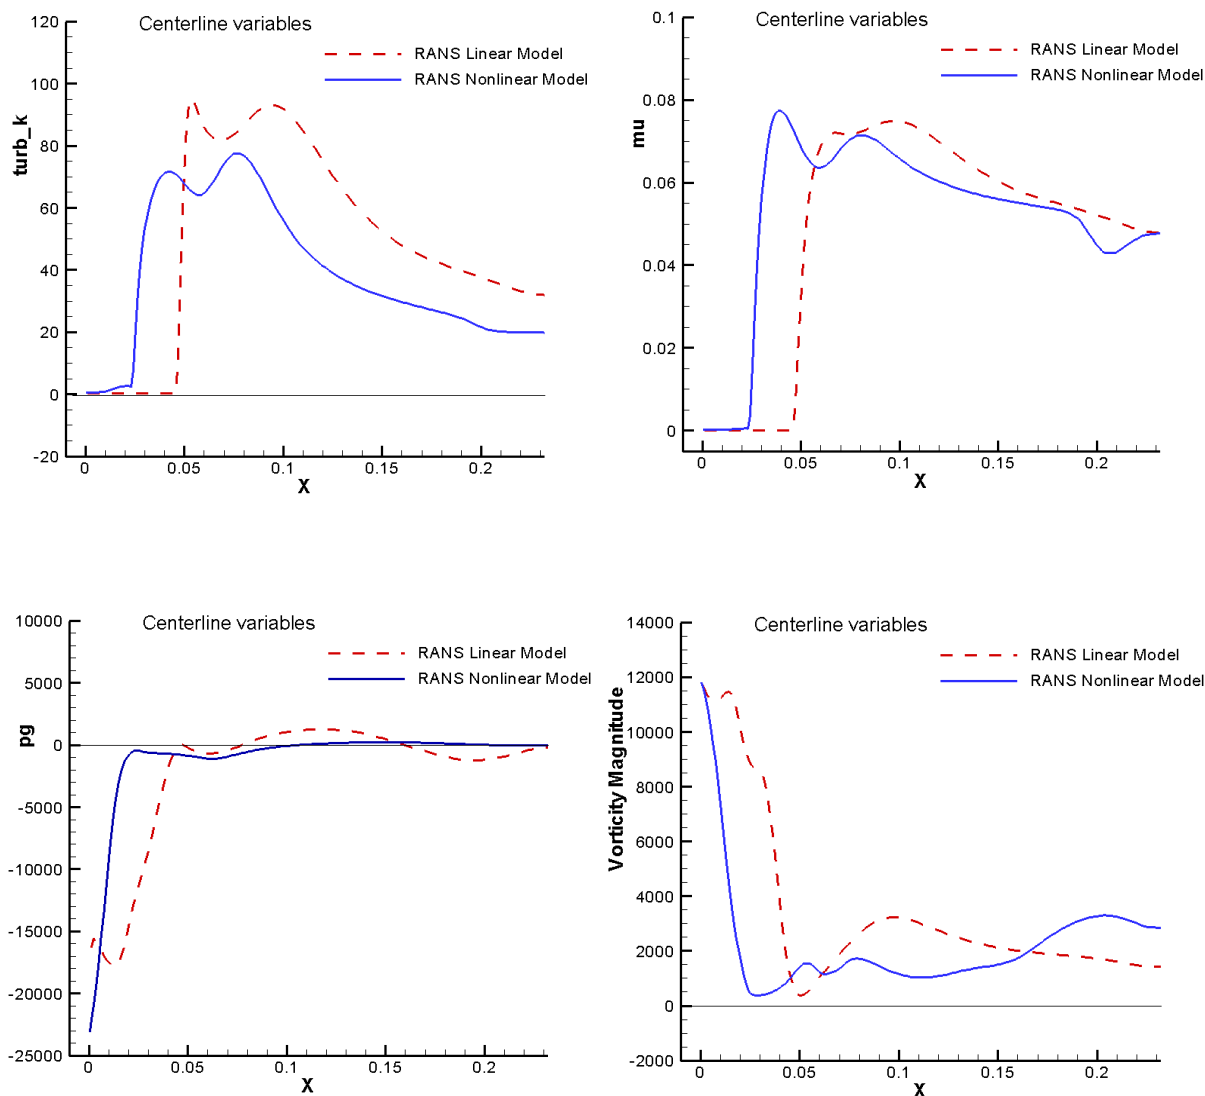 Centerline variables
RANS Linear Model
RANS Nonlinear Model
turb_k
120
100
80
60
40
20
0
-20
0 0.05 0.1 0.15 0.2
X
Centerline variables
RANS Linear Model
RANS Nonlinear Model
mu
0.1
0.08
0.06
0.04
0.02
0
0 0.05 0.1 0.15 0.2
X
Centerline variables
RANS Linear Model
RANS Nonlinear Model
pg
10000
5000
0
-5000
-10000
-15000
-20000
-25000
0 0.05 0.1 0.15 0.2
X
Centerline variables
RANS Linear Model
RANS Nonlinear Model
Vorticity Magnitude
14000
12000
10000
8000
6000
4000
2000
0
-2000
0 0.05 0.1 0.15 0.2
X